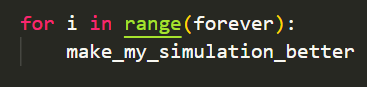 for i in range(forever):
    make_my_simulation_better